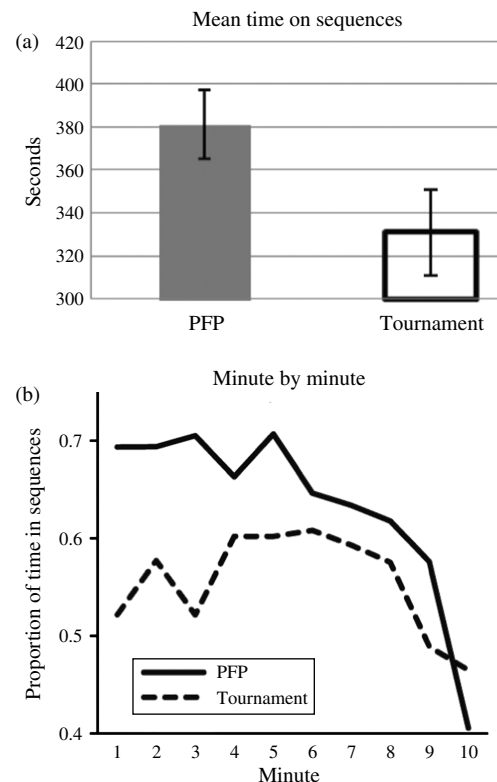 (a)
Mean time on sequences
420
400
380
360
340
320
300
Seconds
PFP
Tournament
(b)
Minute by minute
0.7
0.6
0.5
0.4
Proportion of time in sequences
PFP
Tournament
1 2 3 4 5 6 7 8 9 10
Minute